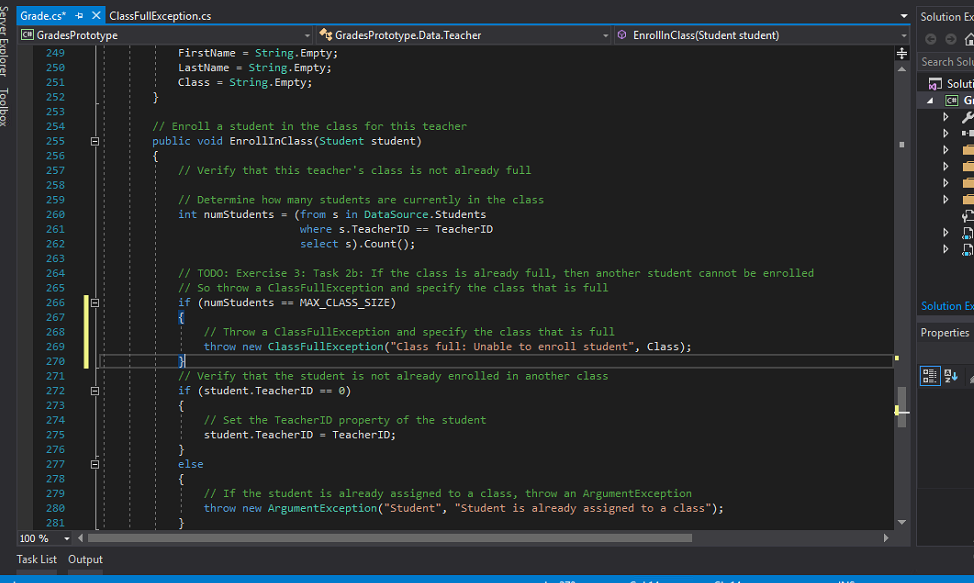 Server Explorer
Toolbox
Grade.cs*
ClassFullException.cs
GradesPrototype
GradesPrototype.Data.Teacher
EnrollInClass(Student student)
249 FirstName = String.Empty;
250 LastName = String.Empty;
251 Class = String.Empty;
252 }
253
254 // Enroll a student in the class for this teacher
255 public void EnrollInClass(Student student)
256 {
257 // Verify that this teacher's class is not already full
258
259 // Determine how many students are currently in the class
260 int numStudents = (from s in DataSource.Students
261 where s.TeacherID == TeacherID
262 select s).Count();
263
264 // TODO: Exercise 3: Task 2b: If the class is already full, then another student cannot be enrolled
265 // So throw a ClassFullException and specify the class that is full
266 if (numStudents == MAX_CLASS_SIZE)
267 {
268 // Throw a ClassFullException and specify the class that is full
269 throw new ClassFullException("Class full: Unable to enroll student", Class);
270 }
271 // Verify that the student is not already enrolled in another class
272 if (student.TeacherID == 0)
273 {
274 // Set the TeacherID property of the student
275 student.TeacherID = TeacherID;
276 }
277 else
278 {
279 // If the student is already assigned to a class, throw an ArgumentException
280 throw new ArgumentException("Student", "Student is already assigned to a class");
281 }
100 %
Task List Output
Solution Ex
Search Solu
Soluti
C# G
Solution Ex
Properties